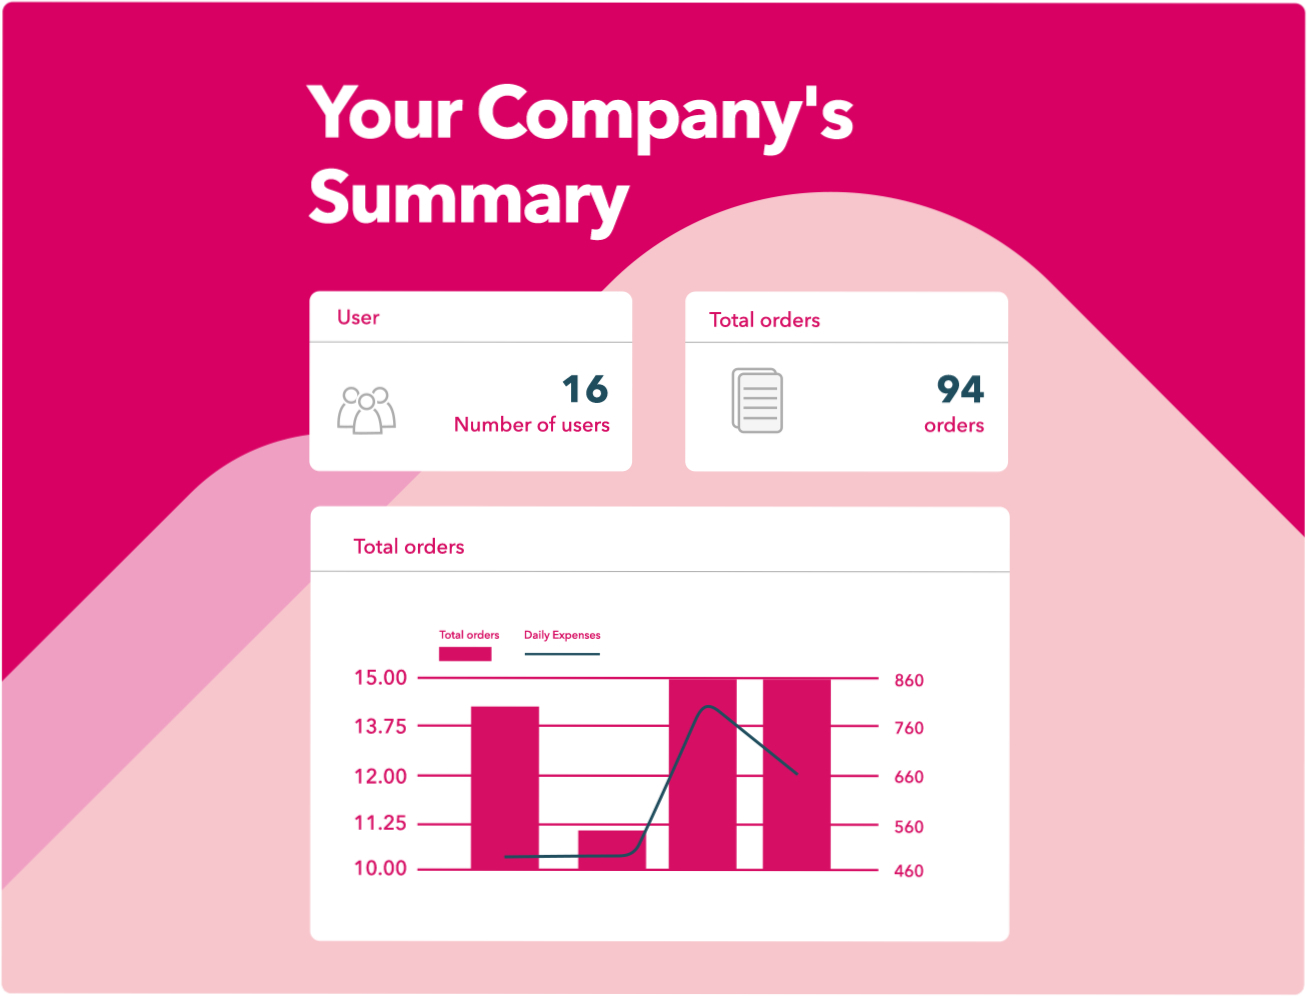 Your Company's
Summary
User
16
Number of users
Total orders
94
orders
Total orders
Total orders
Daily Expenses
15.00
860
13.75
760
12.00
660
11.25
560
10.00
460